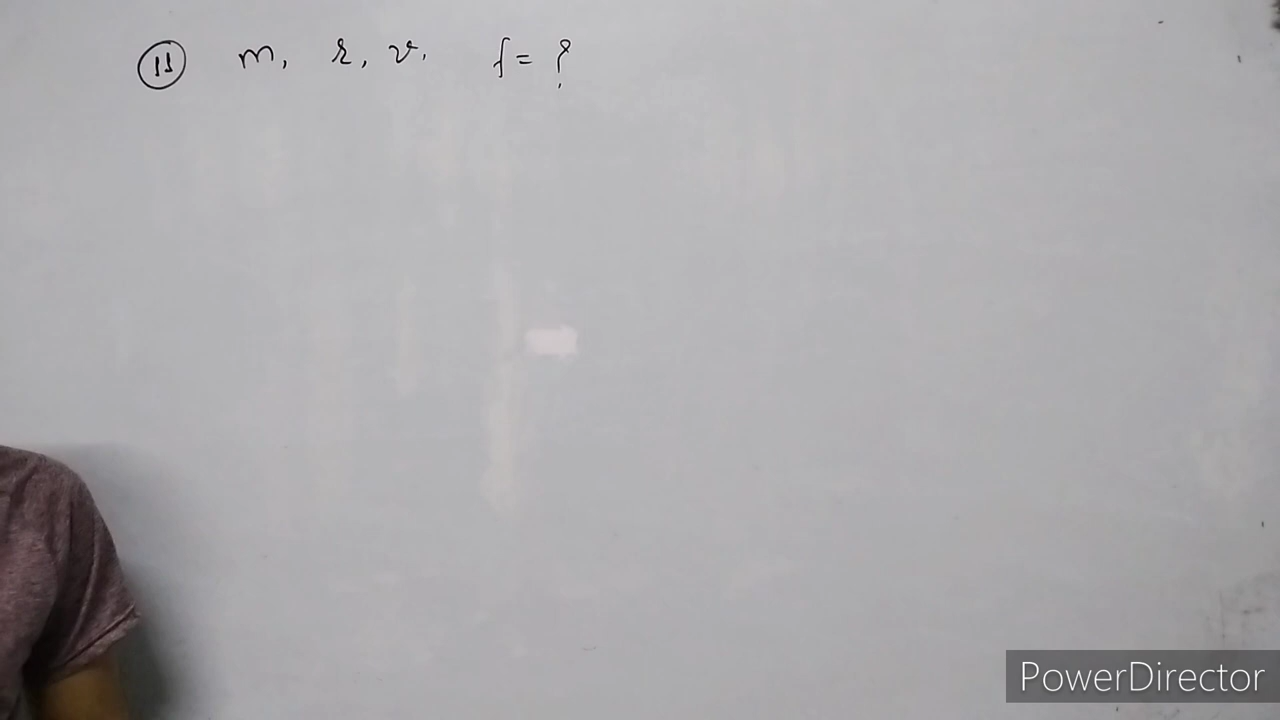 11 m, r, v. f = ?
PowerDirector